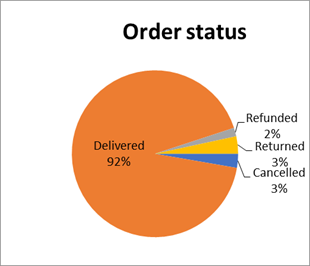 Order status
Refunded
2%
Delivered
92%
Returned
3%
Cancelled
3%